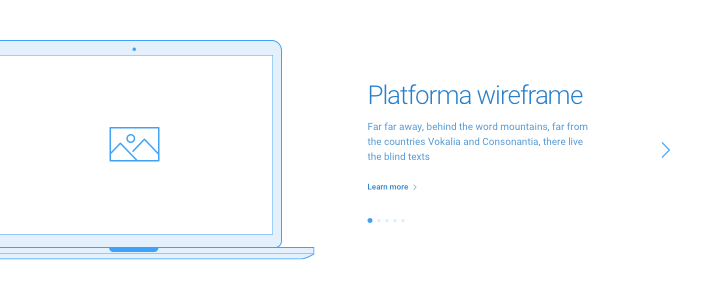 Platforma wireframe
Far far away, behind the word mountains, far from
the countries Vokalia and Consonantia, there live
the blind texts
Learn more